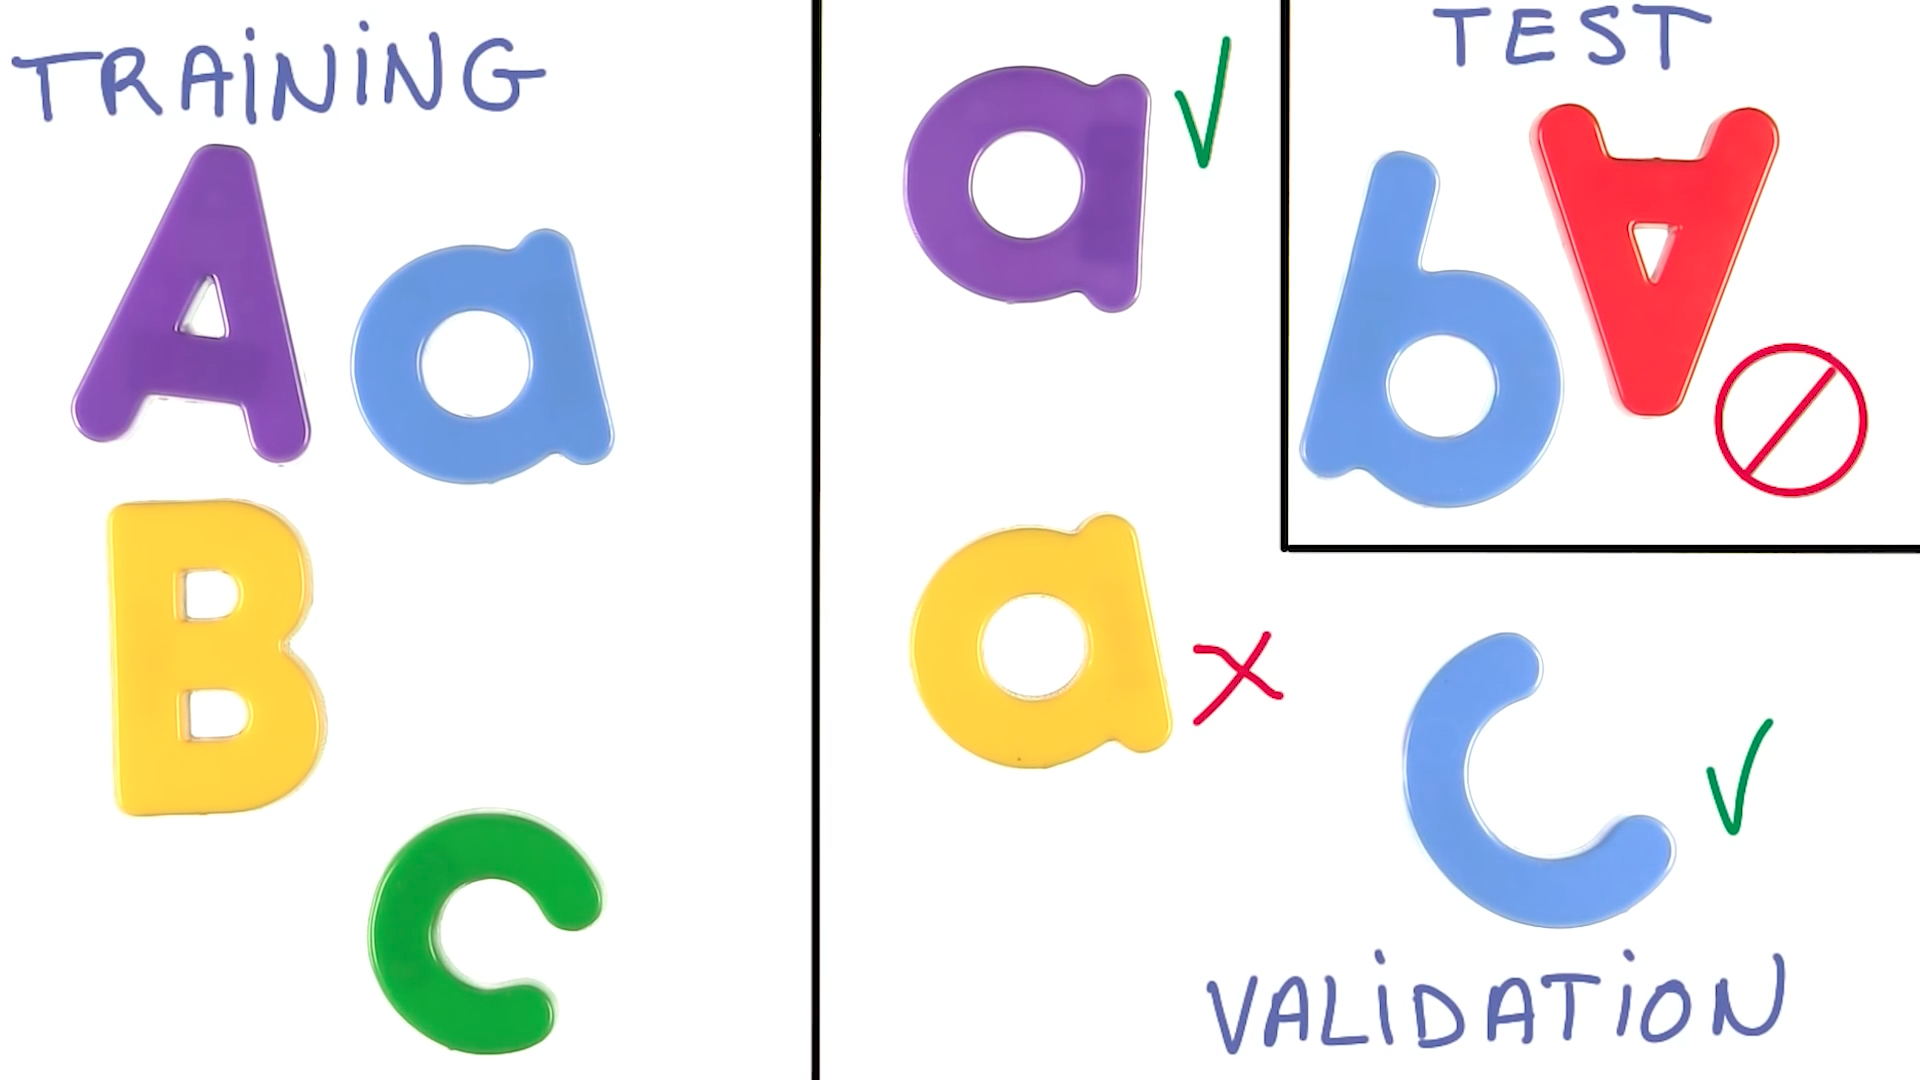 TRAiNiNG
A a
B
c
a
a
TEST
b A
c
VALiDATiON